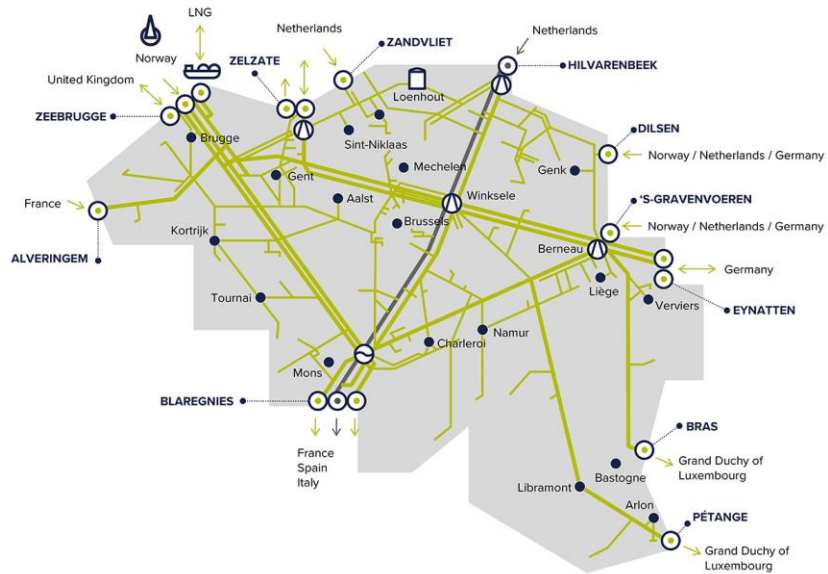 LNG
Norway
Netherlands
ZANDVLIET
Netherlands
ZELZATE
HILVARENBEEK
United Kingdom
Loenhout
ZEEBRUGGE
Brugge
Sint-Niklaas
DILSEN
Norway / Netherlands / Germany
Mechelen
Genk
Gent
Aalst
Winksele
'S-GRAVENVOEREN
France
Brussels
Norway / Netherlands / Germany
Kortrijk
Berneau
ALVERINGEM
Germany
Liège
Tournai
Verviers
EYNATTEN
Namur
Charleroi
Mons
BLAREGNIES
BRAS
France
Spain
Italy
Grand Duchy of
Luxembourg
Bastogne
Libramont
Arlon
PÉTANGE
Grand Duchy of
Luxembourg